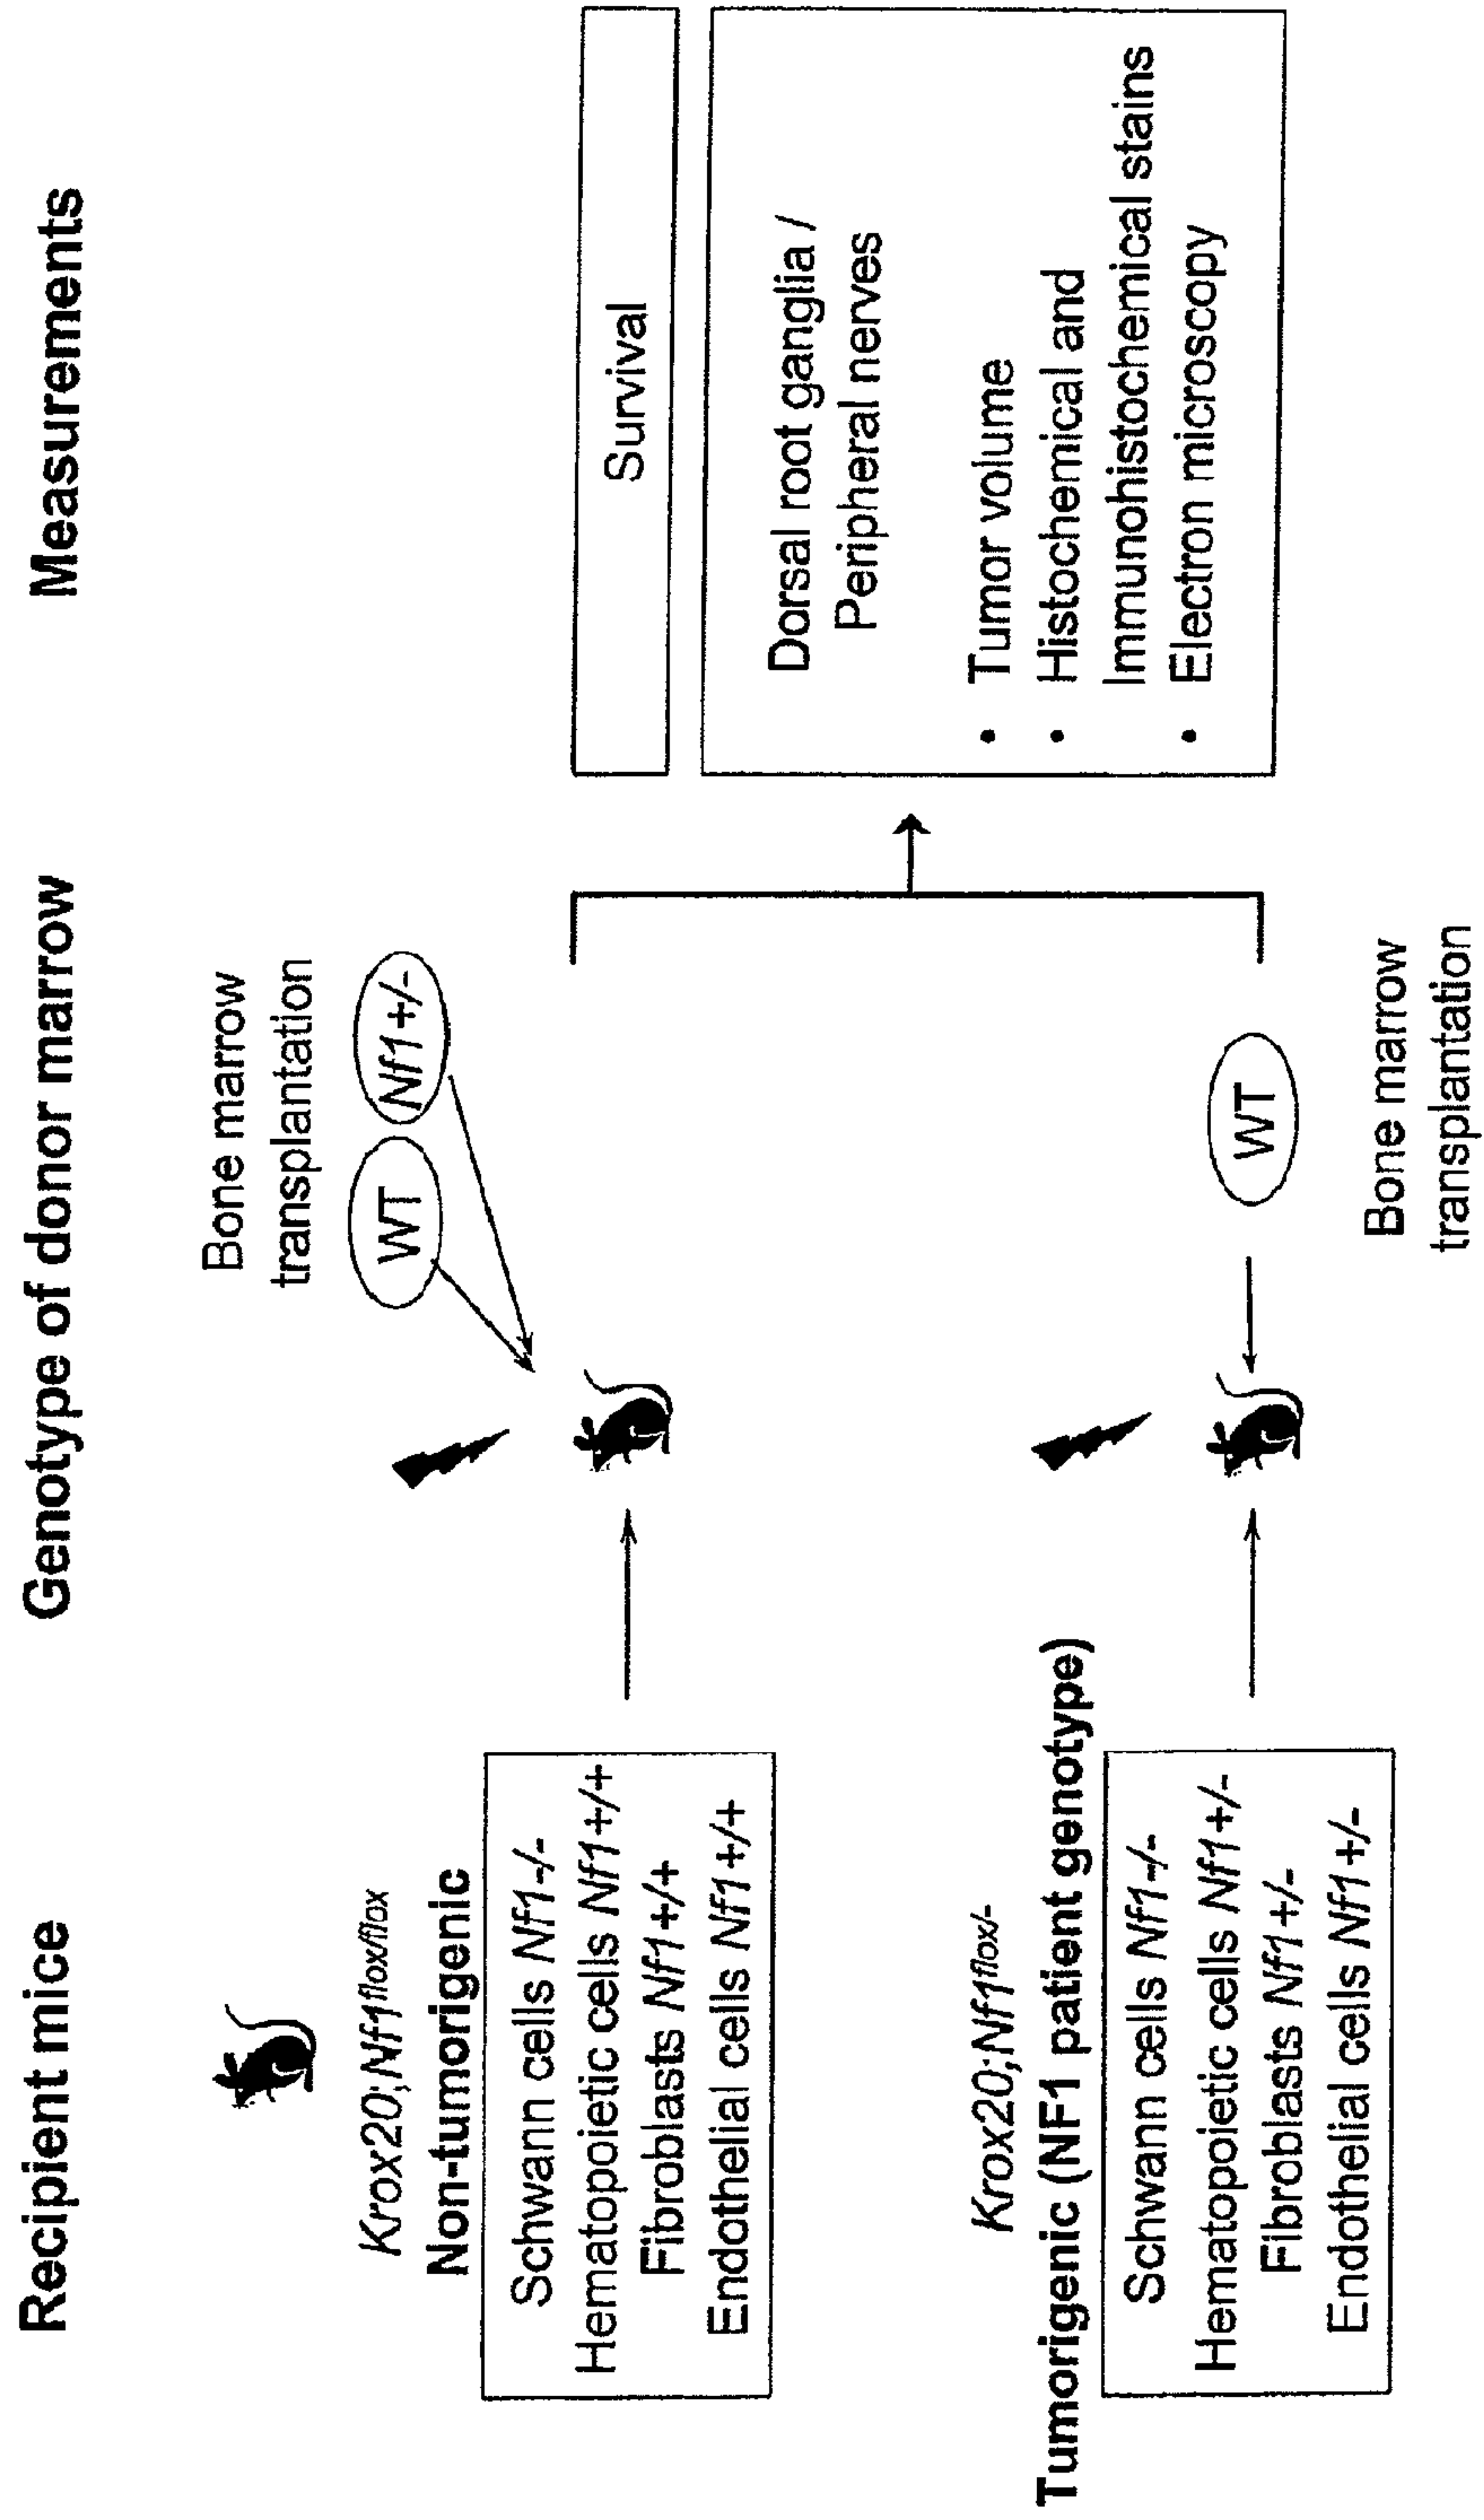 Recipient mice
Genotype of donor marrow
Measurements
Krox20;Nf1flox/flox
Non-tumorigenic
Schwann cells Nf1-/-
Hematopoietic cells Nf1+/+
Fibroblasts Nf1+/+
Endothelial cells Nf1+/+
Bone marrow
transplantation
WT
Nf1+/-
Krox20;Nf1flox/-
Tumorigenic (NF1 patient genotype)
Schwann cells Nf1-/-
Hematopoietic cells Nf1+/-
Fibroblasts Nf1+/-
Endothelial cells Nf1+/-
WT
Bone marrow
transplantation
Survival
Dorsal root ganglia /
Peripheral nerves
• Tumor volume
• Histochemical and
Immunohistochemical stains
• Electron microscopy